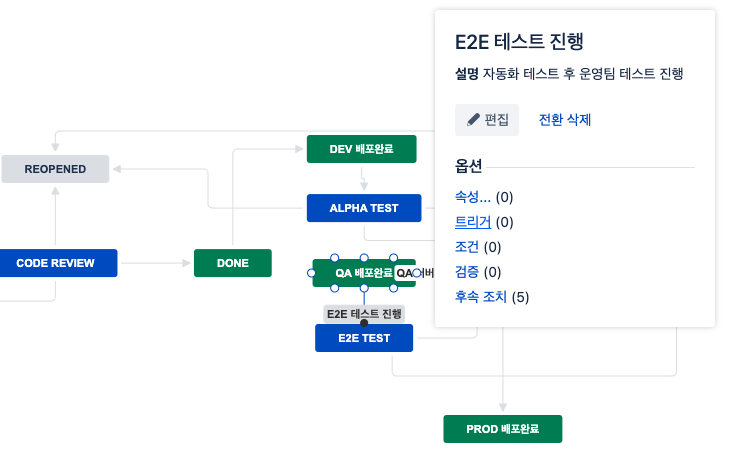 E2E 테스트 진행
설명 자동화 테스트 후 운영팀 테스트 진행
편집
전환 삭제
옵션
속성... (0)
트리거 (0)
조건 (0)
검증 (0)
후속 조치 (5)
DEV 배포완료
REOPENED
ALPHA TEST
CODE REVIEW
DONE
QA 배포완료
E2E 테스트 진행
E2E TEST
PROD 배포완료